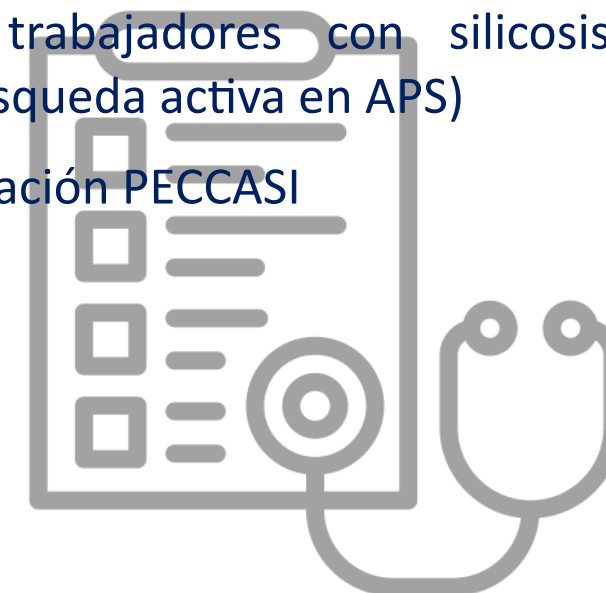 trabajadores con silicosis
squeda activa en APS)
ación PECCASI